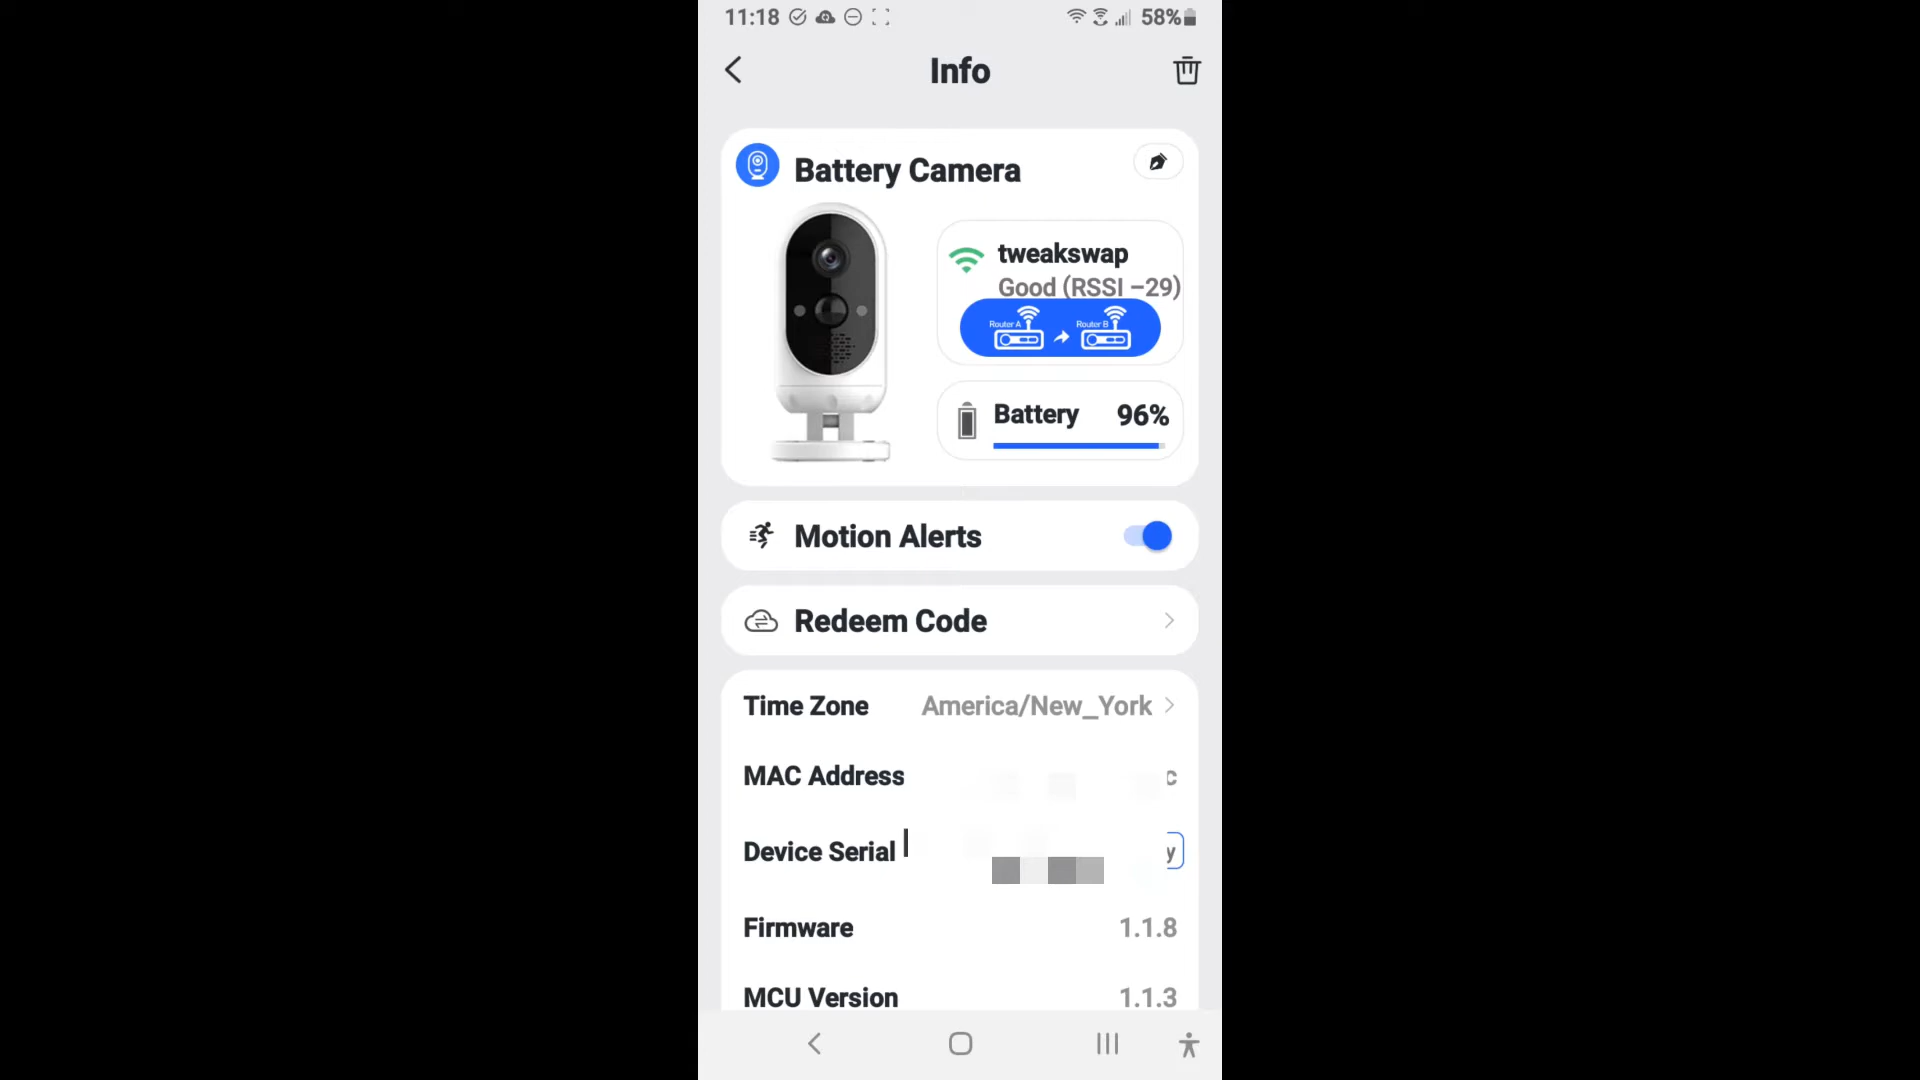 11:18 58%
Info
Battery Camera
tweakswap
Good (RSSI −29)
Router A Router B
Battery 96%
Motion Alerts
Redeem Code
Time Zone America/New_York
MAC Address c
Device Serial y
Firmware 1.1.8
MCU Version 1.1.3